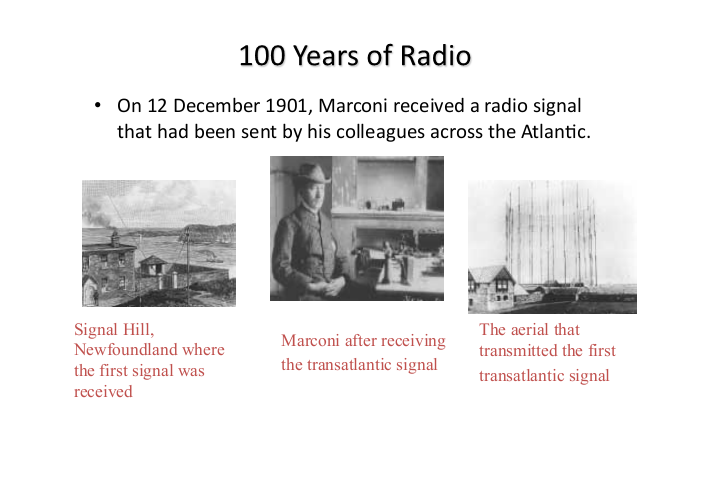 100 Years of Radio
• On 12 December 1901, Marconi received a radio signal
that had been sent by his colleagues across the Atlantic.
Signal Hill,
Newfoundland where
the first signal was
received
Marconi after receiving
the transatlantic signal
The aerial that
transmitted the first
transatlantic signal